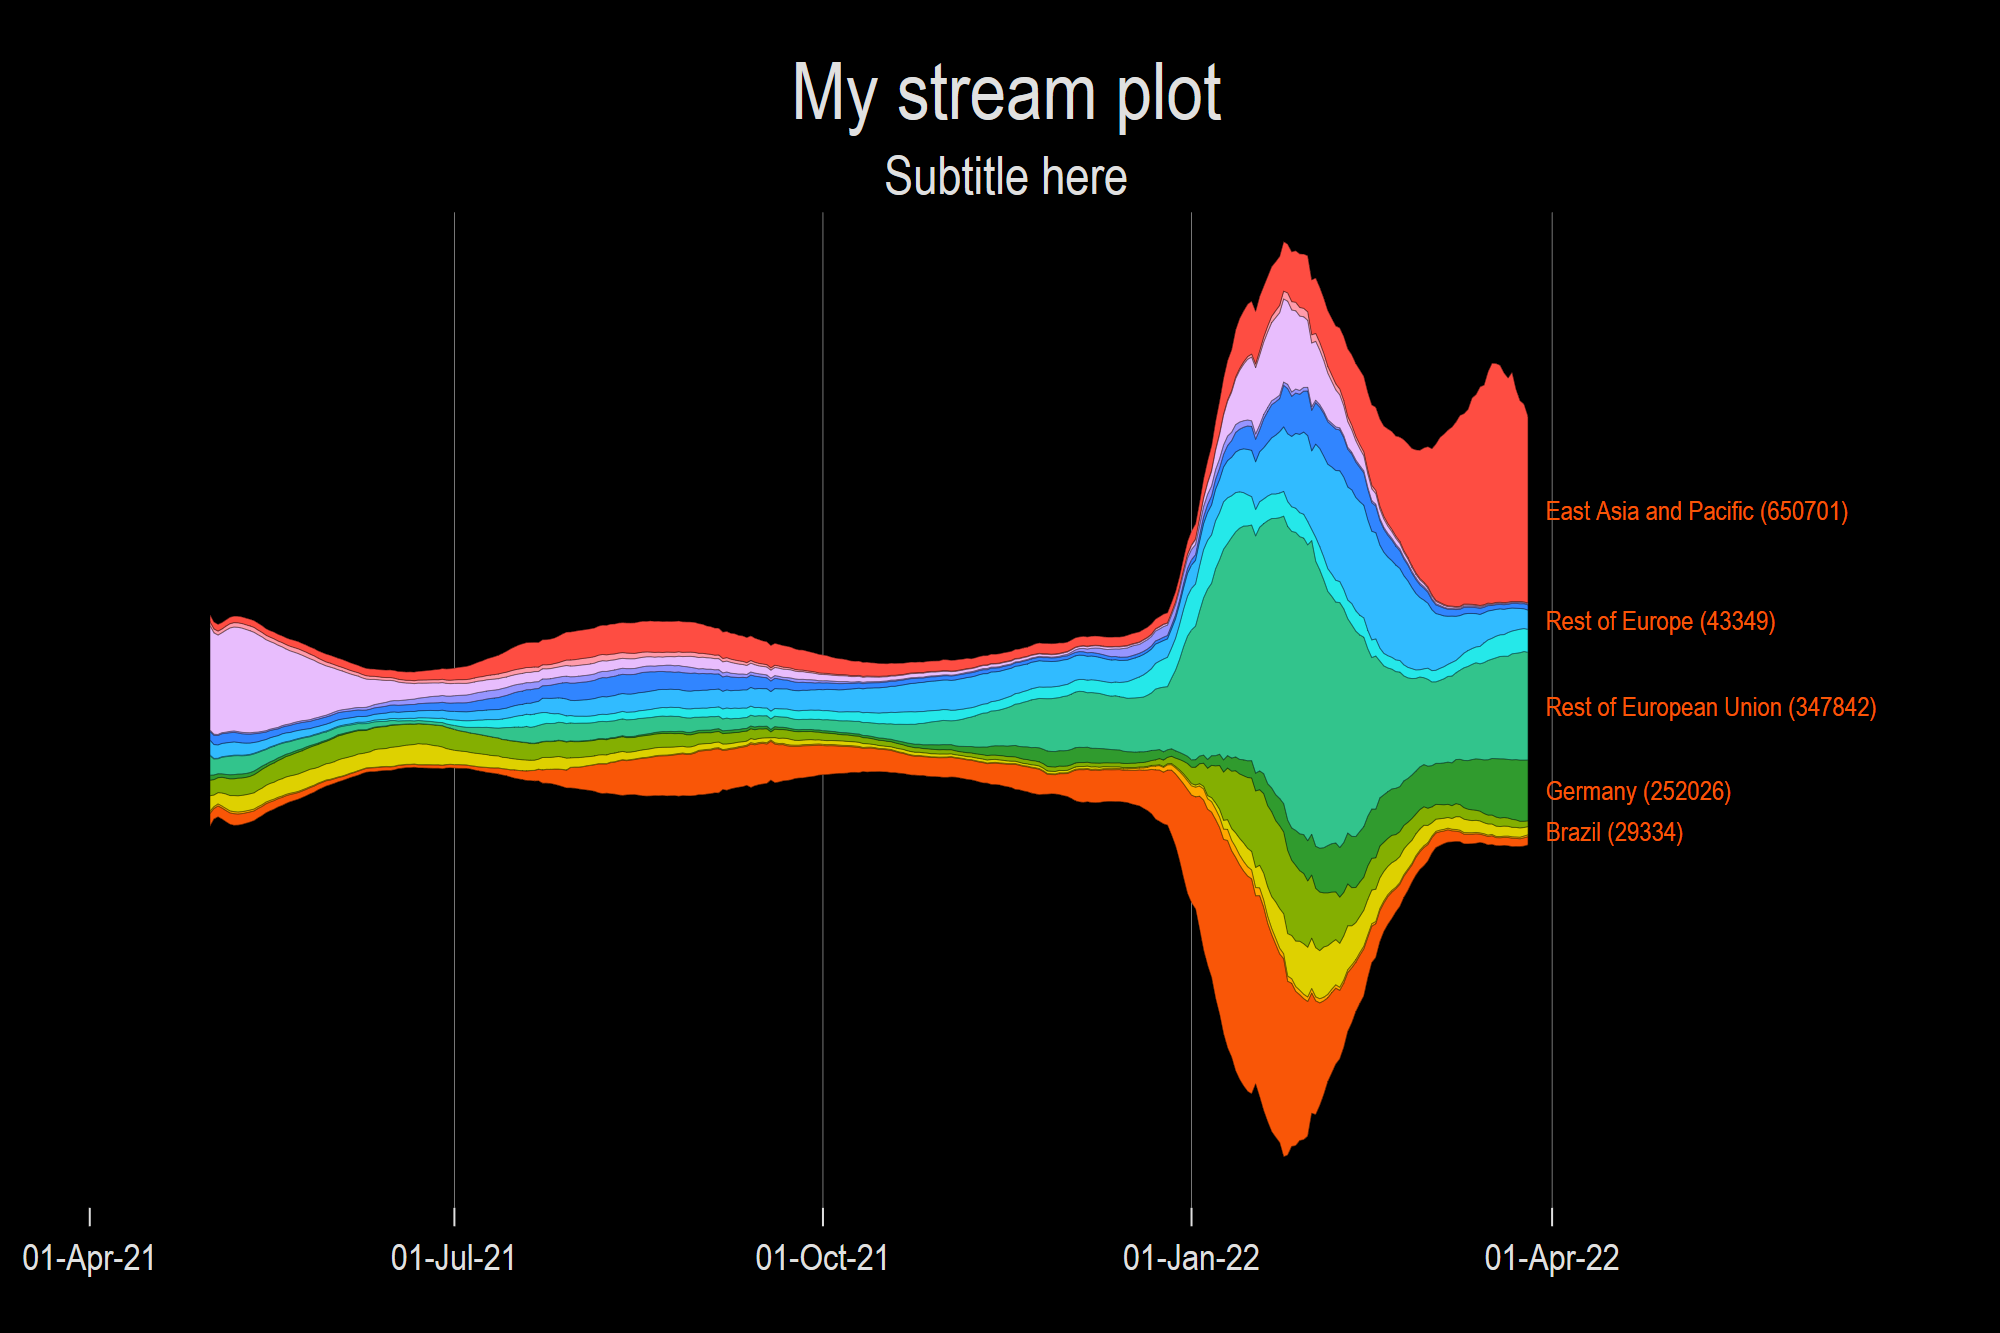 My stream plot
Subtitle here
East Asia and Pacific (650701)
Rest of Europe (43349)
Rest of European Union (347842)
Germany (252026)
Brazil (29334)
01-Apr-21
01-Jul-21
01-Oct-21
01-Jan-22
01-Apr-22